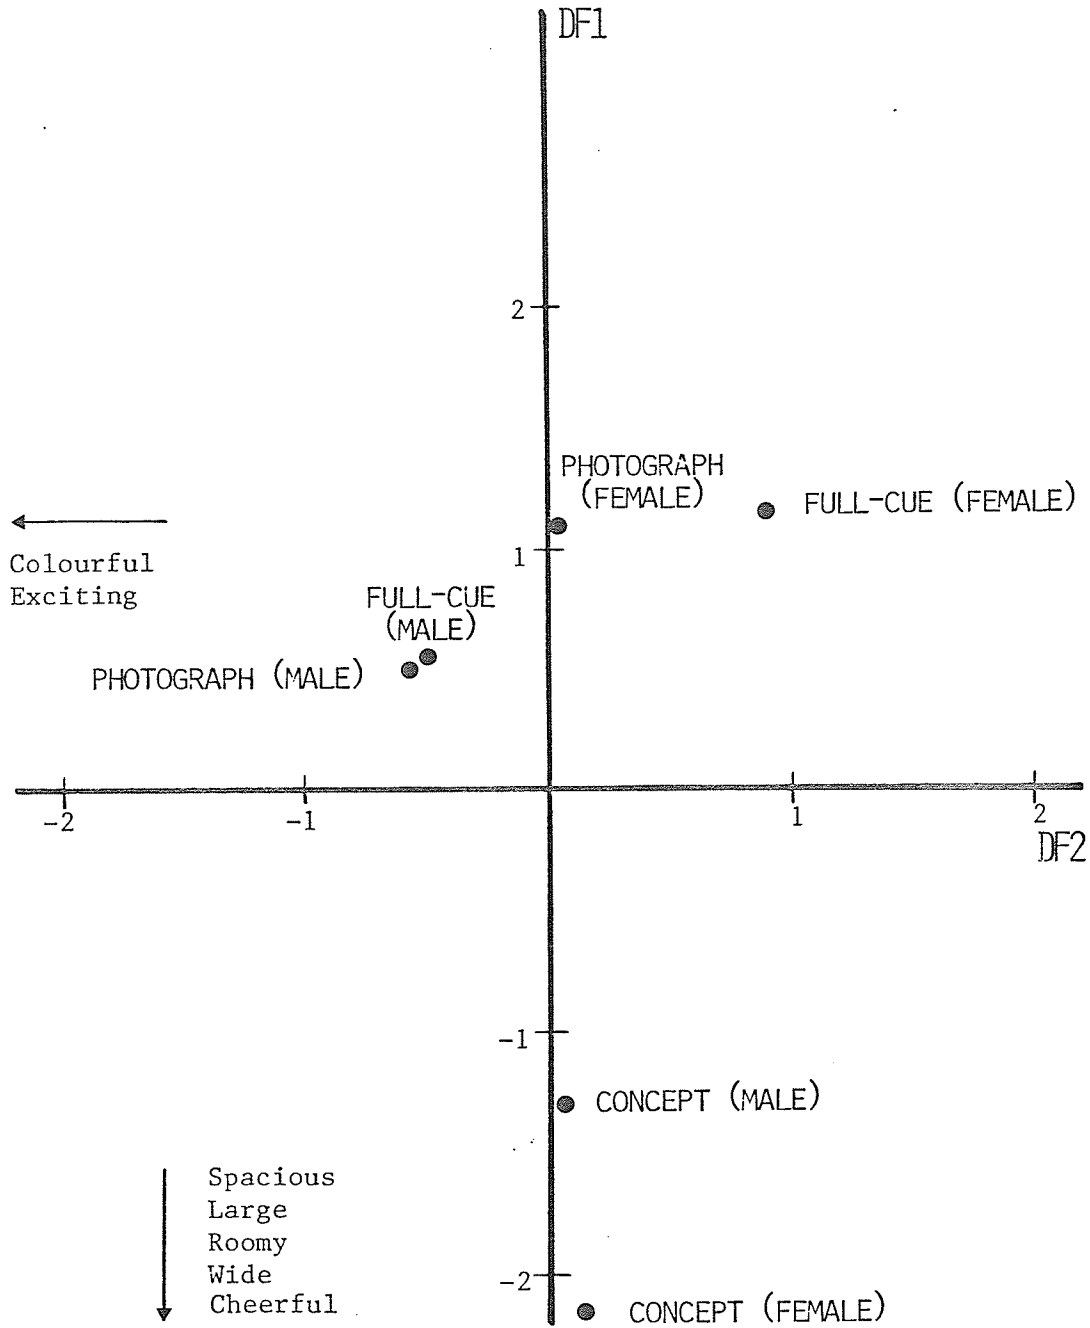 DF1
2
PHOTOGRAPH
(FEMALE)
FULL-CUE (FEMALE)
1
Colourful
Exciting
FULL-CUE
(MALE)
PHOTOGRAPH (MALE)
-2
-1
1
2
DF2
-1
CONCEPT (MALE)
Spacious
Large
Roomy
Wide
Cheerful
-2
CONCEPT (FEMALE)